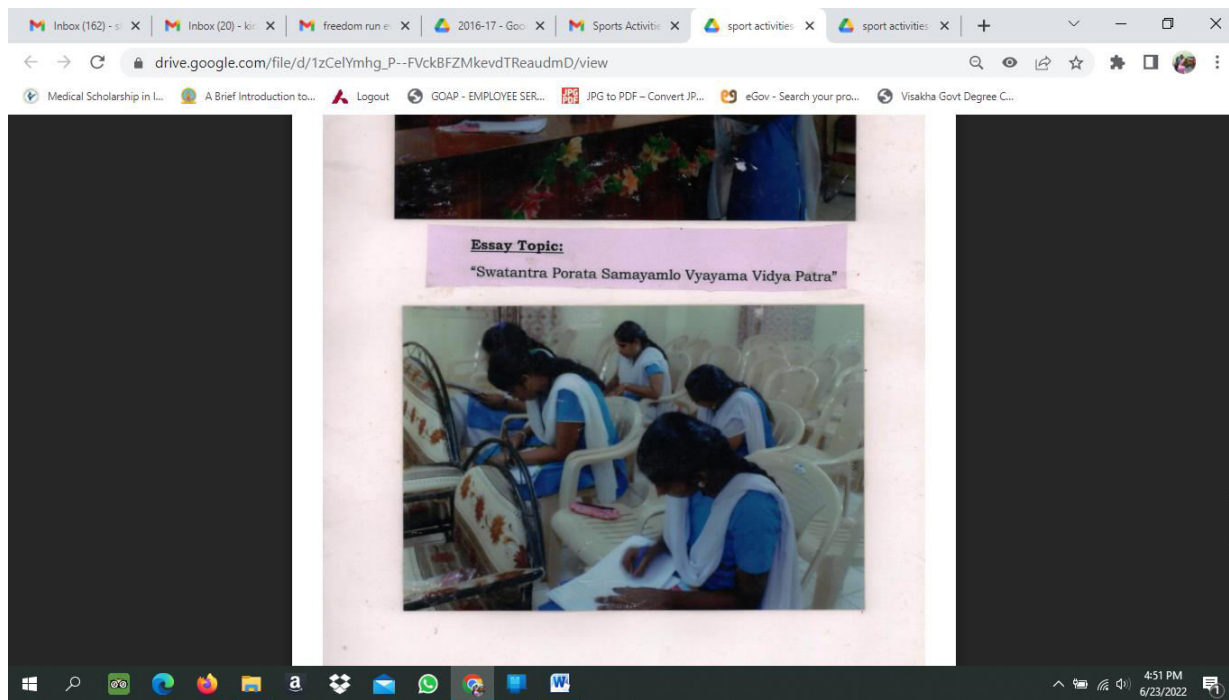 Inbox (162) - s
Inbox (20) - kir
freedom run e
2016-17 - Goo
Sports Activitie
sport activities
sport activities
drive.google.com/file/d/1zCelYmhg_P--FVckBFZMkevdTReaudmD/view
Medical Scholarship in I...
A Brief Introduction to...
Logout
GOAP - EMPLOYEE SER...
JPG to PDF – Convert JP...
eGov - Search your pro...
Visakha Govt Degree C...
Essay Topic:
“Swatantra Porata Samayamlo Vyayama Vidya Patra”
4:51 PM
6/23/2022